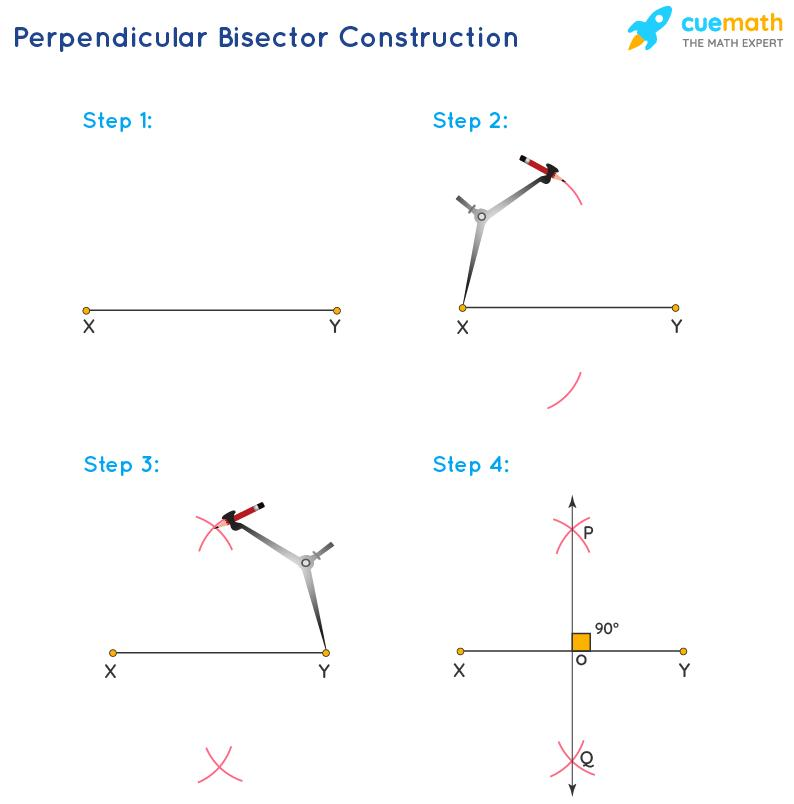 Perpendicular Bisector Construction
cuemath
THE MATH EXPERT
Step 1:
X Y
Step 2:
X Y
Step 3:
X Y
Step 4:
P
90°
O
X Y
Q